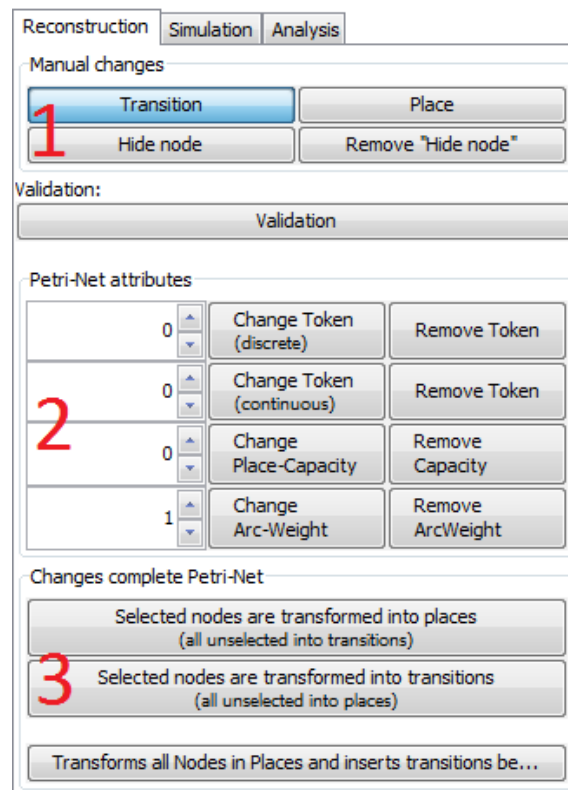 Reconstruction Simulation Analysis
Manual changes
Transition Place
1
Hide node Remove "Hide node"
Validation:
Validation
Petri-Net attributes
0 Change Token (discrete) Remove Token
0 Change Token (continuous) Remove Token
2
0 Change Place-Capacity Remove Capacity
1 Change Arc-Weight Remove ArcWeight
Changes complete Petri-Net
Selected nodes are transformed into places
(all unselected into transitions)
3
Selected nodes are transformed into transitions
(all unselected into places)
Transforms all Nodes in Places and inserts transitions be...